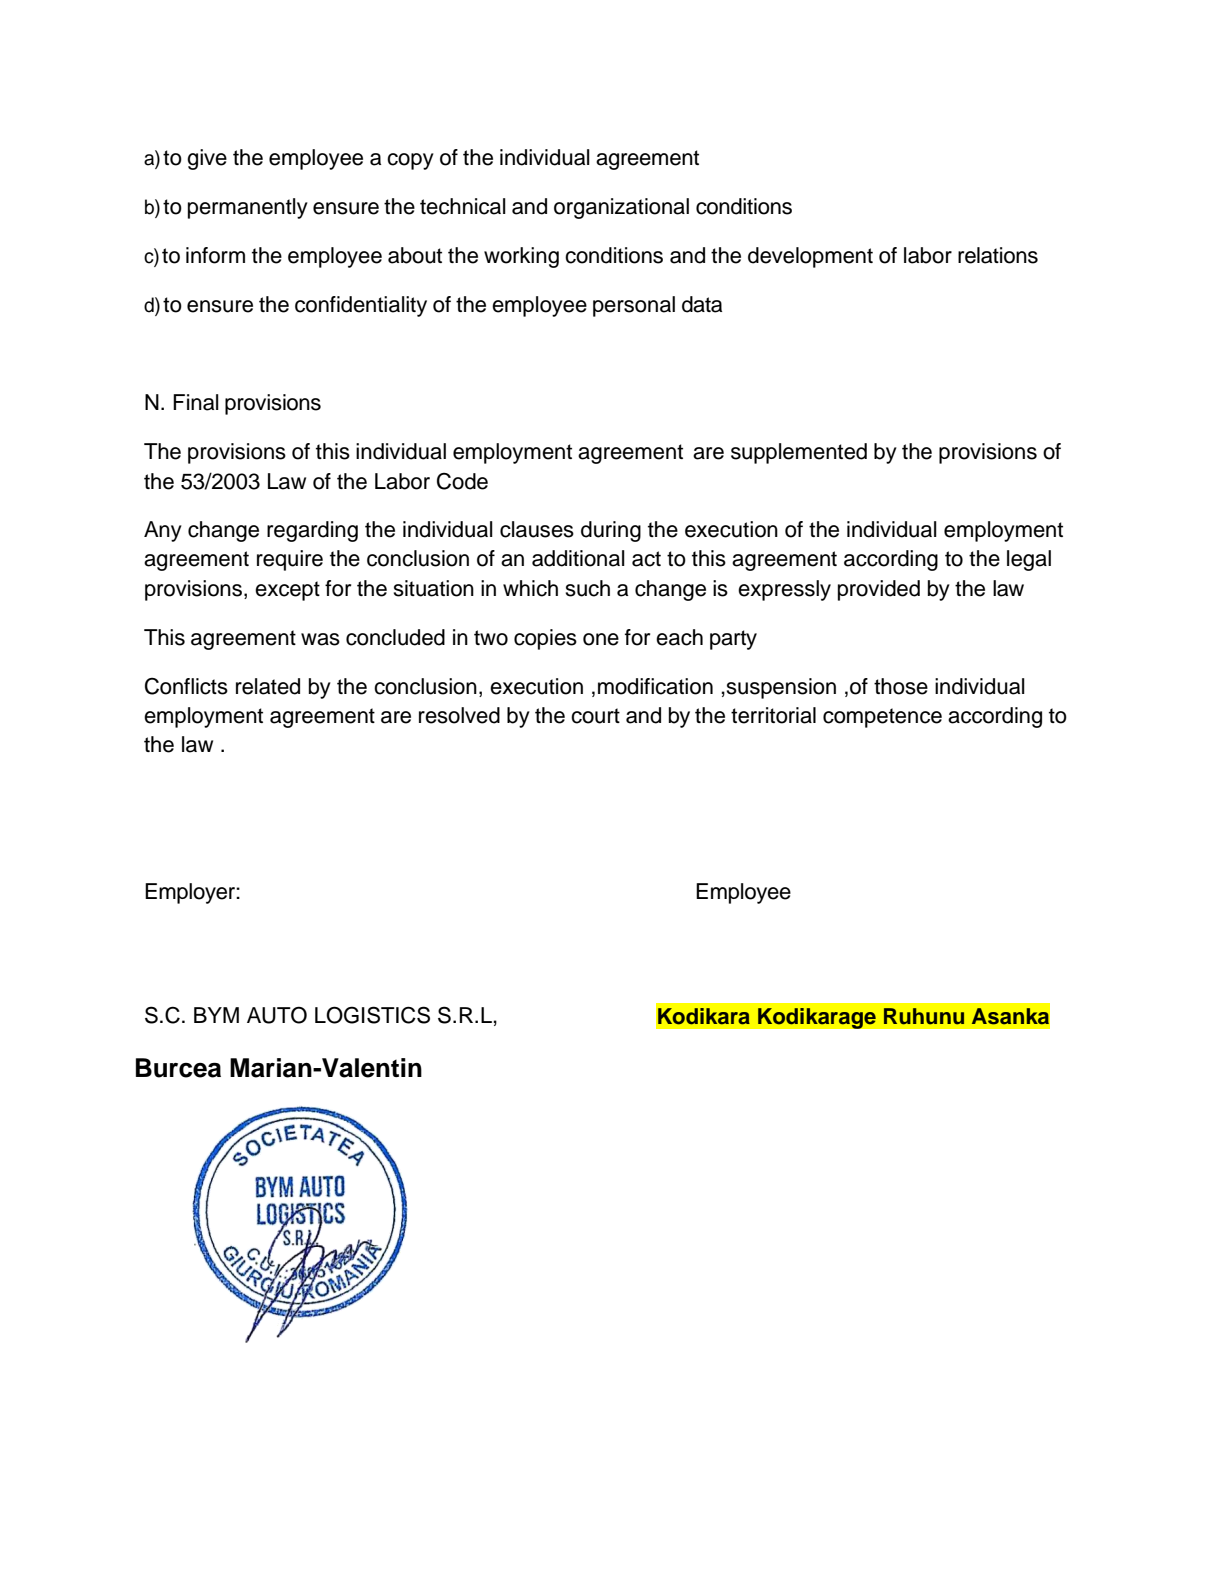 a) to give the employee a copy of the individual agreement
b) to permanently ensure the technical and organizational conditions
c) to inform the employee about the working conditions and the development of labor relations
d) to ensure the confidentiality of the employee personal data
N. Final provisions
The provisions of this individual employment agreement are supplemented by the provisions of
the 53/2003 Law of the Labor Code
Any change regarding the individual clauses during the execution of the individual employment
agreement require the conclusion of an additional act to this agreement according to the legal
provisions, except for the situation in which such a change is expressly provided by the law
This agreement was concluded in two copies one for each party
Conflicts related by the conclusion, execution ,modification ,suspension ,of those individual
employment agreement are resolved by the court and by the territorial competence according to
the law .
Employer: Employee
S.C. BYM AUTO LOGISTICS S.R.L, Kodikara Kodikarage Ruhunu Asanka
Burcea Marian-Valentin
SOCIETATEA
BYM AUTO
LOGISTICS
S.R.L.
C.U.I.:
GIURGIU-ROMANIA